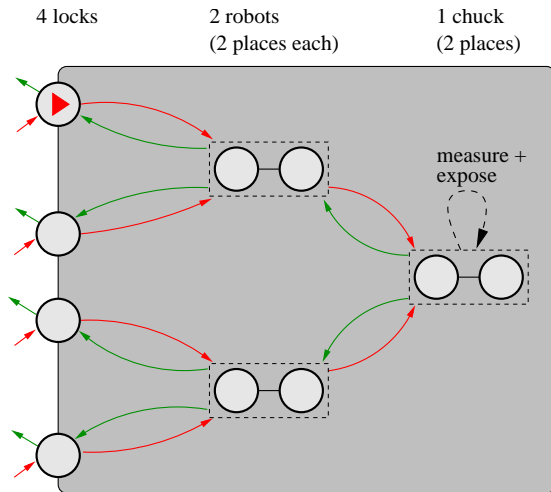 4 locks
2 robots
(2 places each)
1 chuck
(2 places)
measure +
expose